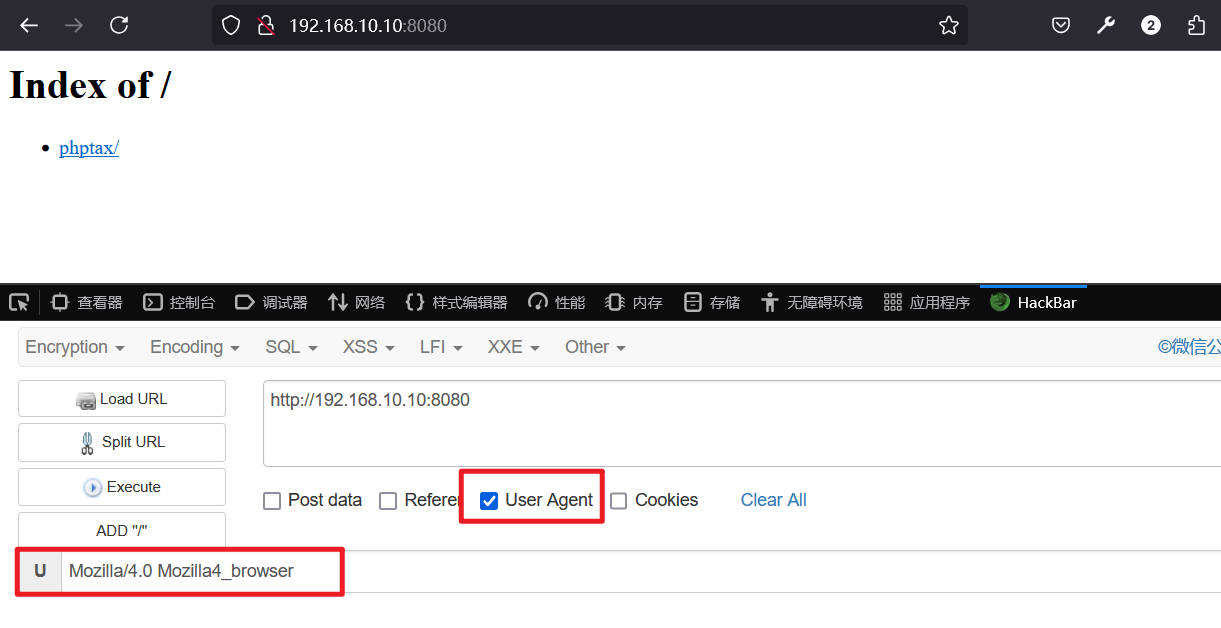 192.168.10.10:8080
2
Index of /
phptax/
查看器 控制台 调试器 网络 样式编辑器 性能 内存 存储 无障碍环境 应用程序 HackBar
Encryption Encoding SQL XSS LFI XXE Other ©微信公
Load URL
http://192.168.10.10:8080
Split URL
Execute
Post data Referer User Agent Cookies Clear All
ADD "/"
U Mozilla/4.0 Mozilla4_browser